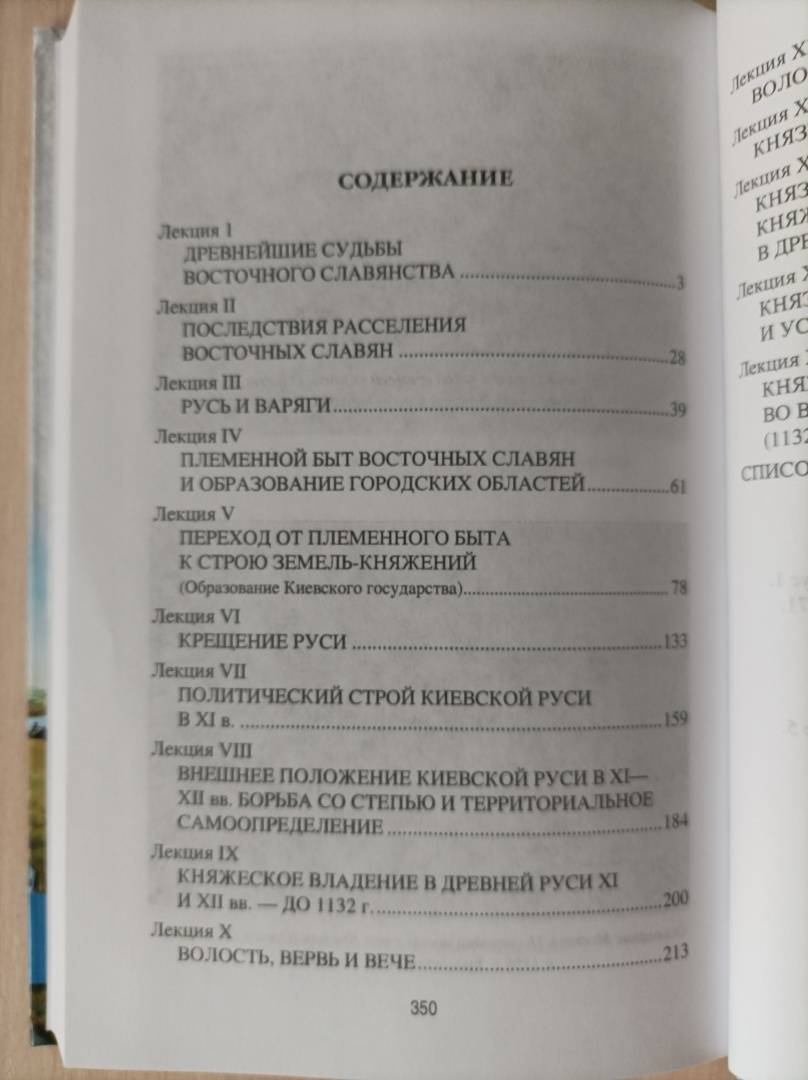 СОДЕРЖАНИЕ
Лекция I
ДРЕВНЕЙШИЕ СУДЬБЫ
ВОСТОЧНОГО СЛАВЯНСТВА ........ 3
Лекция II
ПОСЛЕДСТВИЯ РАССЕЛЕНИЯ
ВОСТОЧНЫХ СЛАВЯН ........ 28
Лекция III
РУСЬ И ВАРЯГИ ........ 39
Лекция IV
ПЛЕМЕННОЙ БЫТ ВОСТОЧНЫХ СЛАВЯН
И ОБРАЗОВАНИЕ ГОРОДСКИХ ОБЛАСТЕЙ ........ 61
Лекция V
ПЕРЕХОД ОТ ПЛЕМЕННОГО БЫТА
К СТРОЮ ЗЕМЕЛЬ-КНЯЖЕНИЙ
(Образование Киевского государства) ........ 78
Лекция VI
КРЕЩЕНИЕ РУСИ ........ 133
Лекция VII
ПОЛИТИЧЕСКИЙ СТРОЙ КИЕВСКОЙ РУСИ
В XI в. ........ 159
Лекция VIII
ВНЕШНЕЕ ПОЛОЖЕНИЕ КИЕВСКОЙ РУСИ В XI—
XII вв. БОРЬБА СО СТЕПЬЮ И ТЕРРИТОРИАЛЬНОЕ
САМООПРЕДЕЛЕНИЕ ........ 184
Лекция IX
КНЯЖЕСКОЕ ВЛАДЕНИЕ В ДРЕВНЕЙ РУСИ XI
И XII вв. — ДО 1132 г. ........ 200
Лекция X
ВОЛОСТЬ, ВЕРВЬ И ВЕЧЕ ........ 213
350
Лекция X
ВОЛО
Лекция X
КНЯЗ
Лекция X
КНЯЗ
КНЯЖ
В ДРЕ
Лекция X
КНЯЗ
И УС
Лекция
КНЯ
ВО В
(1132
СПИСО